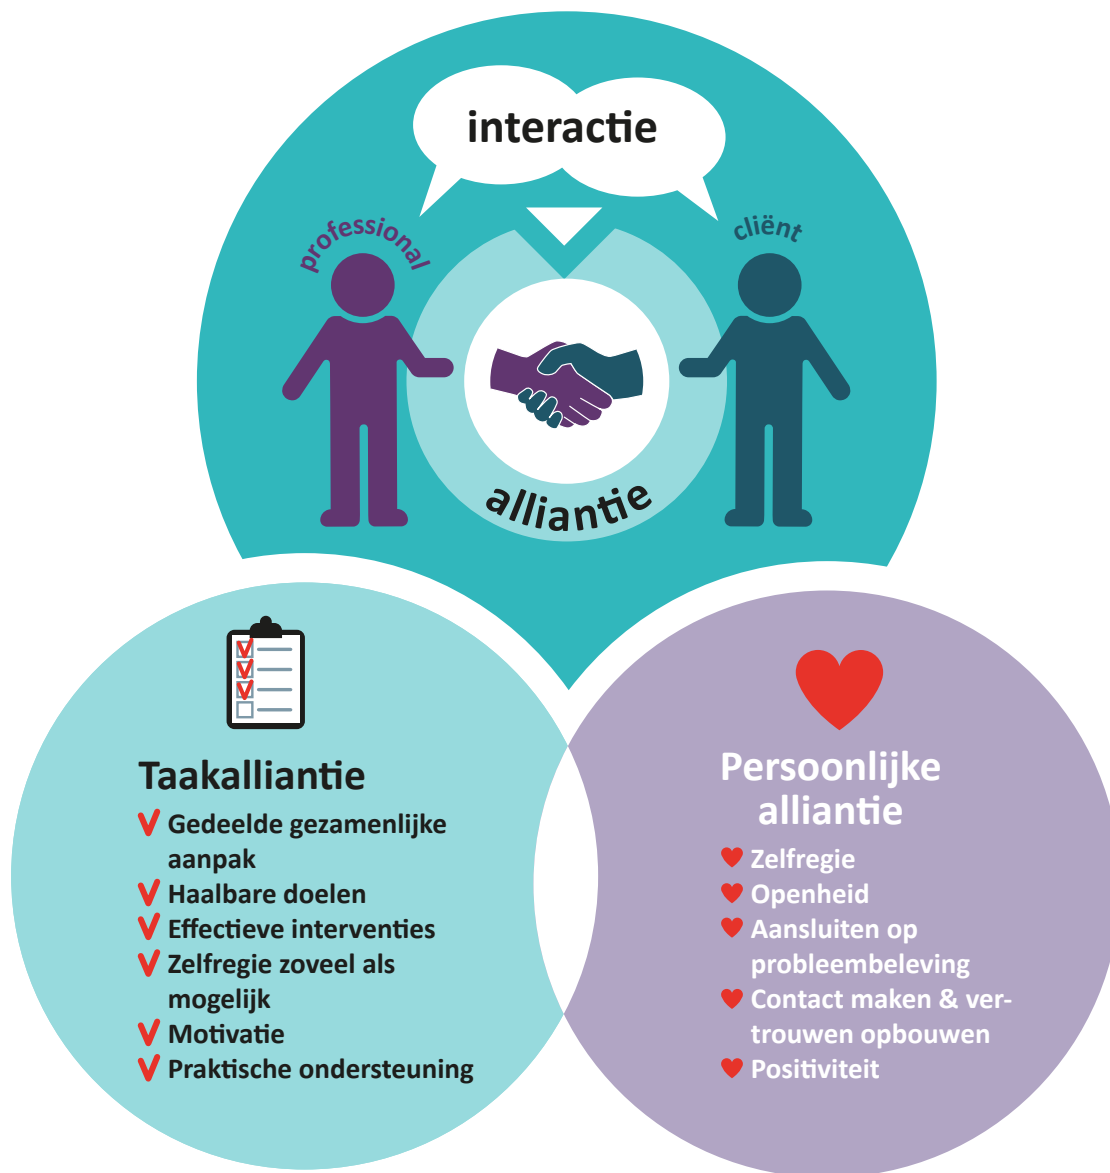 interactie
professional
cliënt
alliantie
Taakalliantie
Gedeelde gezamenlijke
aanpak
Haalbare doelen
Effectieve interventies
Zelfregie zoveel als
mogelijk
Motivatie
Praktische ondersteuning
Persoonlijke
alliantie
Zelfregie
Openheid
Aansluiten op
probleembeleving
Contact maken & ver-
trouwen opbouwen
Positiviteit